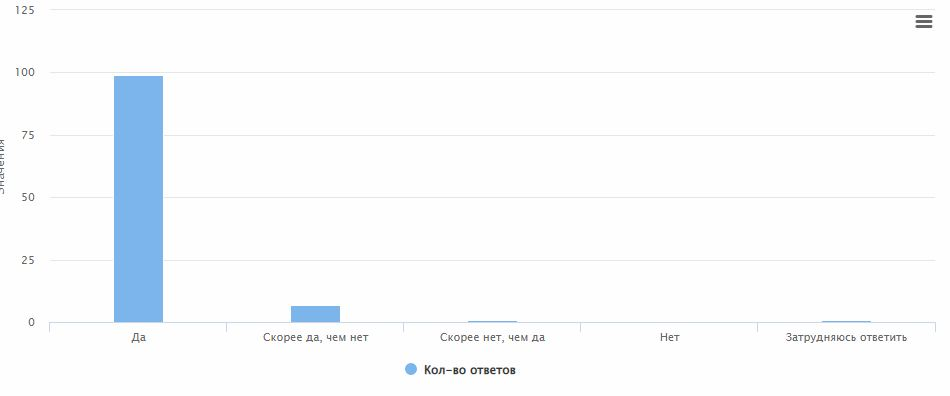 125
100
75
50
25
0
Значения
Да
Скорее да, чем нет
Скорее нет, чем да
Нет
Затрудняюсь ответить
Кол-во ответов